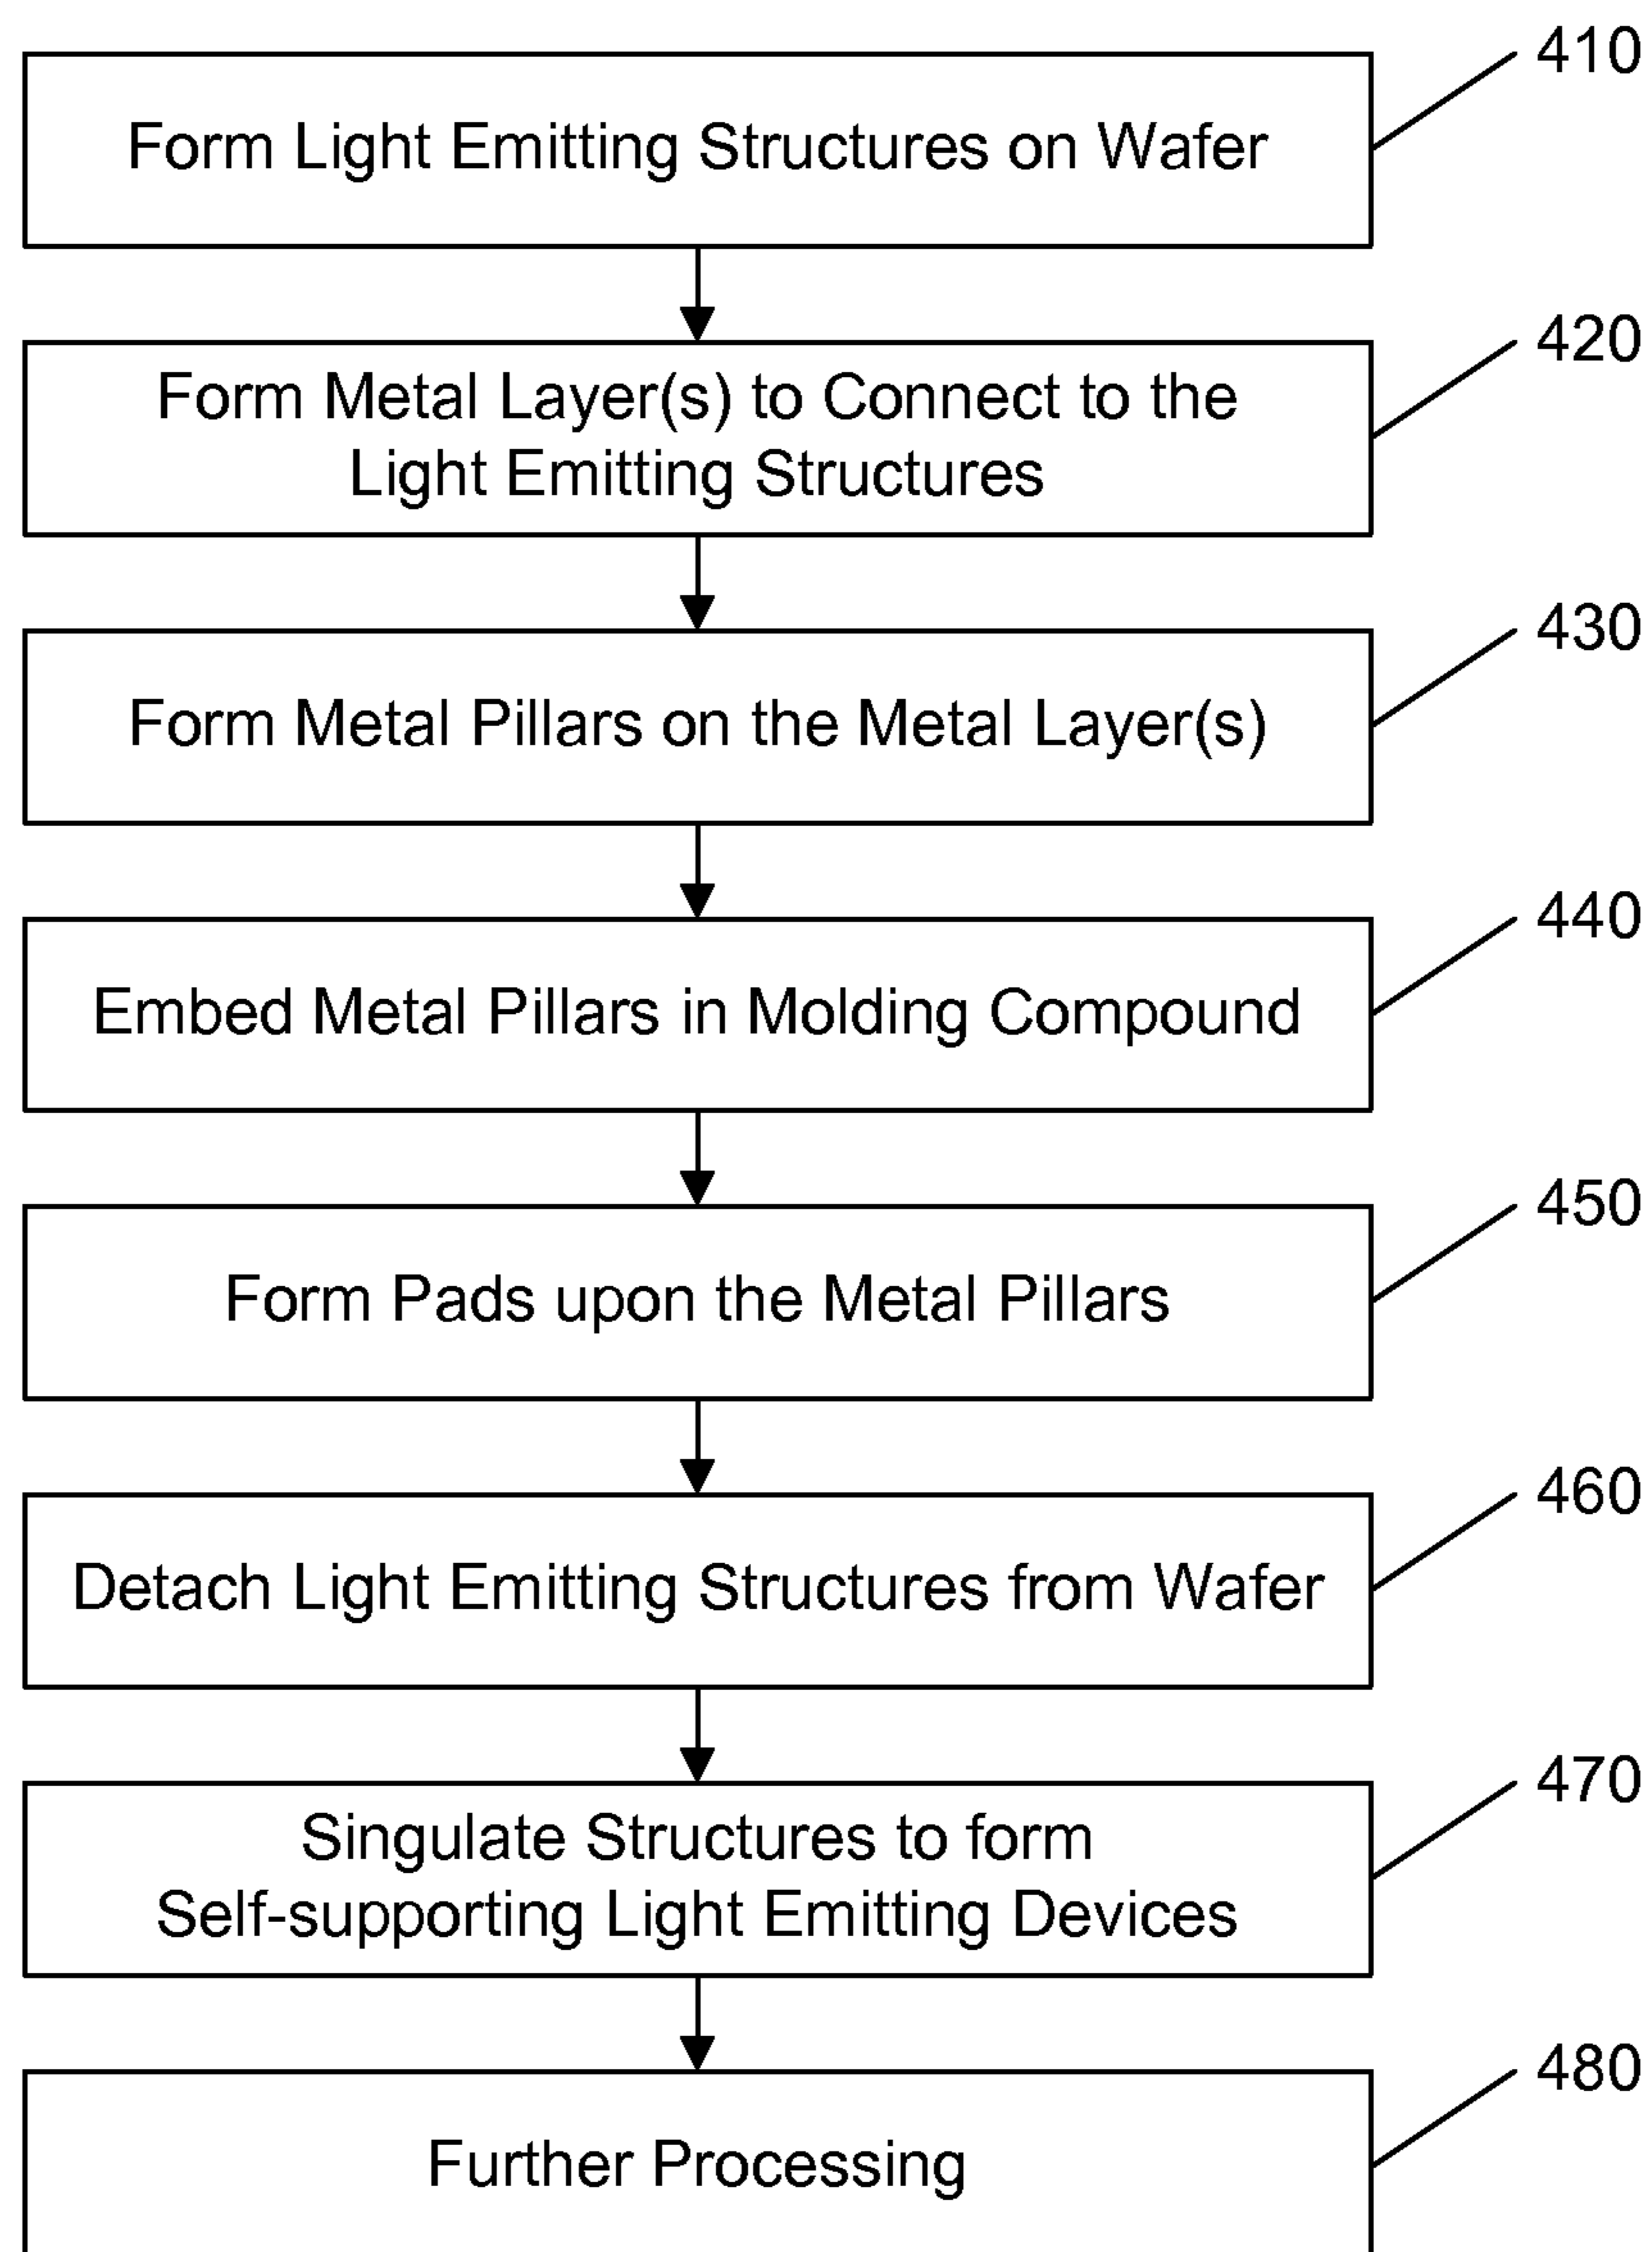 410
Form Light Emitting Structures on Wafer
420
Form Metal Layer(s) to Connect to the
Light Emitting Structures
430
Form Metal Pillars on the Metal Layer(s)
440
Embed Metal Pillars in Molding Compound
450
Form Pads upon the Metal Pillars
460
Detach Light Emitting Structures from Wafer
470
Singulate Structures to form
Self-supporting Light Emitting Devices
480
Further Processing